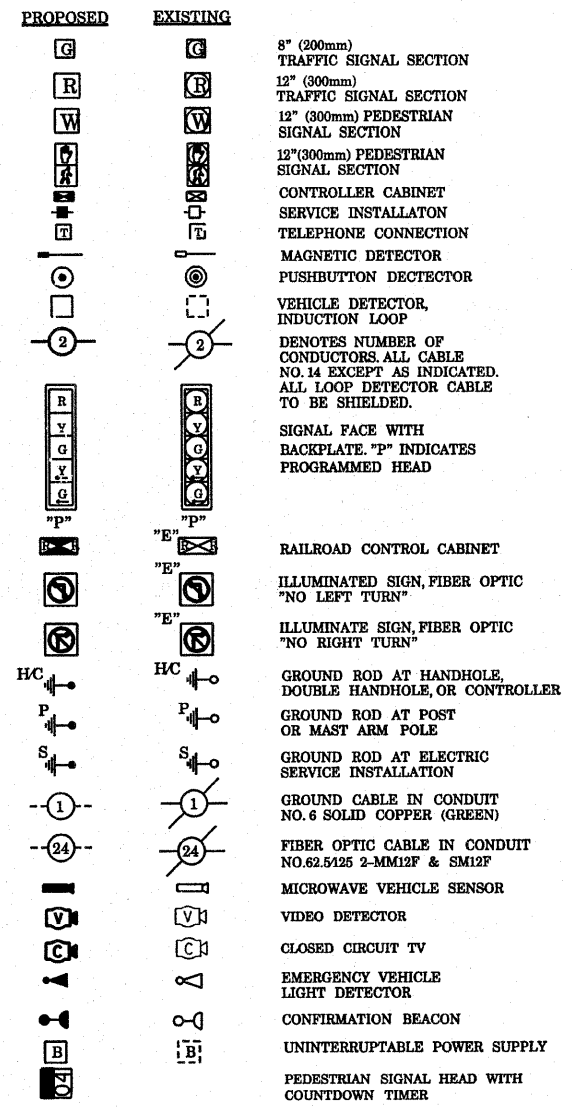 PROPOSED EXISTING
G G 8" (200mm)
TRAFFIC SIGNAL SECTION
R R 12" (300mm)
TRAFFIC SIGNAL SECTION
W W 12" (300mm) PEDESTRIAN
SIGNAL SECTION
12"(300mm) PEDESTRIAN
SIGNAL SECTION
CONTROLLER CABINET
SERVICE INSTALLATON
T T TELEPHONE CONNECTION
MAGNETIC DETECTOR
PUSHBUTTON DECTECTOR
VEHICLE DETECTOR,
INDUCTION LOOP
2 2 DENOTES NUMBER OF
CONDUCTORS. ALL CABLE
NO. 14 EXCEPT AS INDICATED.
ALL LOOP DETECTOR CABLE
TO BE SHIELDED.
R R
Y Y SIGNAL FACE WITH
G G BACKPLATE. "P" INDICATES
Y Y PROGRAMMED HEAD
G G
"P" "P"
"E" RAILROAD CONTROL CABINET
"E" ILLUMINATED SIGN, FIBER OPTIC
"NO LEFT TURN"
"E" ILLUMINATE SIGN, FIBER OPTIC
"NO RIGHT TURN"
H/C H/C GROUND ROD AT HANDHOLE,
DOUBLE HANDHOLE, OR CONTROLLER
P P GROUND ROD AT POST
OR MAST ARM POLE
S S GROUND ROD AT ELECTRIC
SERVICE INSTALLATION
1 1 GROUND CABLE IN CONDUIT
NO. 6 SOLID COPPER (GREEN)
24 24 FIBER OPTIC CABLE IN CONDUIT
NO.62.5/125 2-MM12F & SM12F
MICROWAVE VEHICLE SENSOR
V V VIDEO DETECTOR
C C CLOSED CIRCUIT TV
EMERGENCY VEHICLE
LIGHT DETECTOR
CONFIRMATION BEACON
B B UNINTERRUPTABLE POWER SUPPLY
04 PEDESTRIAN SIGNAL HEAD WITH
COUNTDOWN TIMER